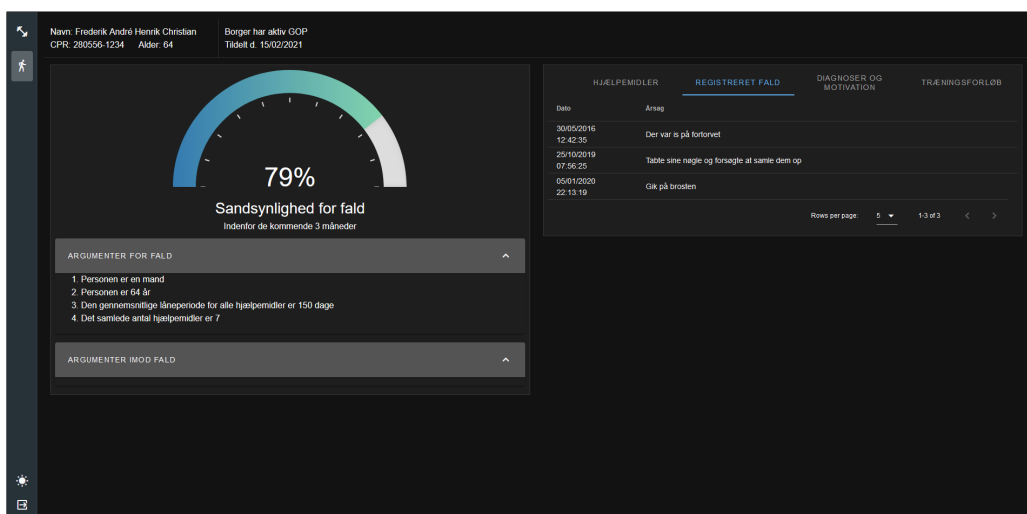 Navn: Frederik André Henrik Christian
CPR: 280556-1234 Alder: 64
Borger har aktiv GOP
Tildelt d. 15/02/2021
79%
Sandsynlighed for fald
Indenfor de kommende 3 måneder
ARGUMENTER FOR FALD
1. Personen er en mand
2. Personen er 64 år
3. Den gennemsnitlige låneperiode for alle hjælpemidler er 150 dage
4. Det samlede antal hjælpemidler er 7
ARGUMENTER IMOD FALD
HJÆLPEMIDLER
REGISTRERET FALD
DIAGNOSER OG
MOTIVATION
TRÆNINGSFORLØB
Dato Årsag
30/05/2016
12:42:35
Der var is på fortorvet
25/10/2019
07:56:25
Tabte sine nøgle og forsøgte at samle dem op
05/01/2020
22:13:19
Gik på brosten
Rows per page: 5 1-3 of 3